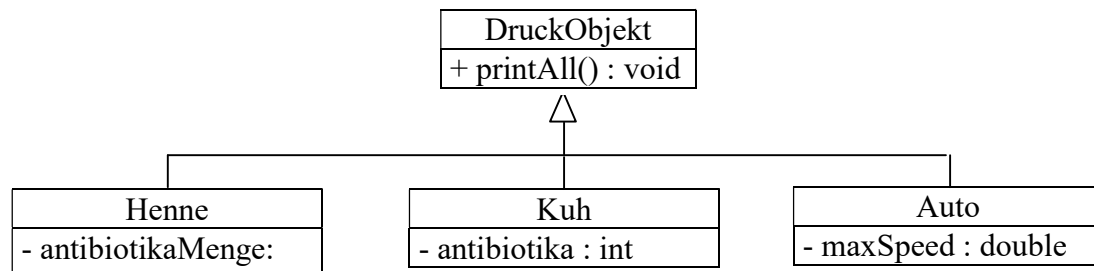 DruckObjekt
+ printAll() : void
Henne
- antibiotikaMenge:
Kuh
- antibiotika : int
Auto
- maxSpeed : double